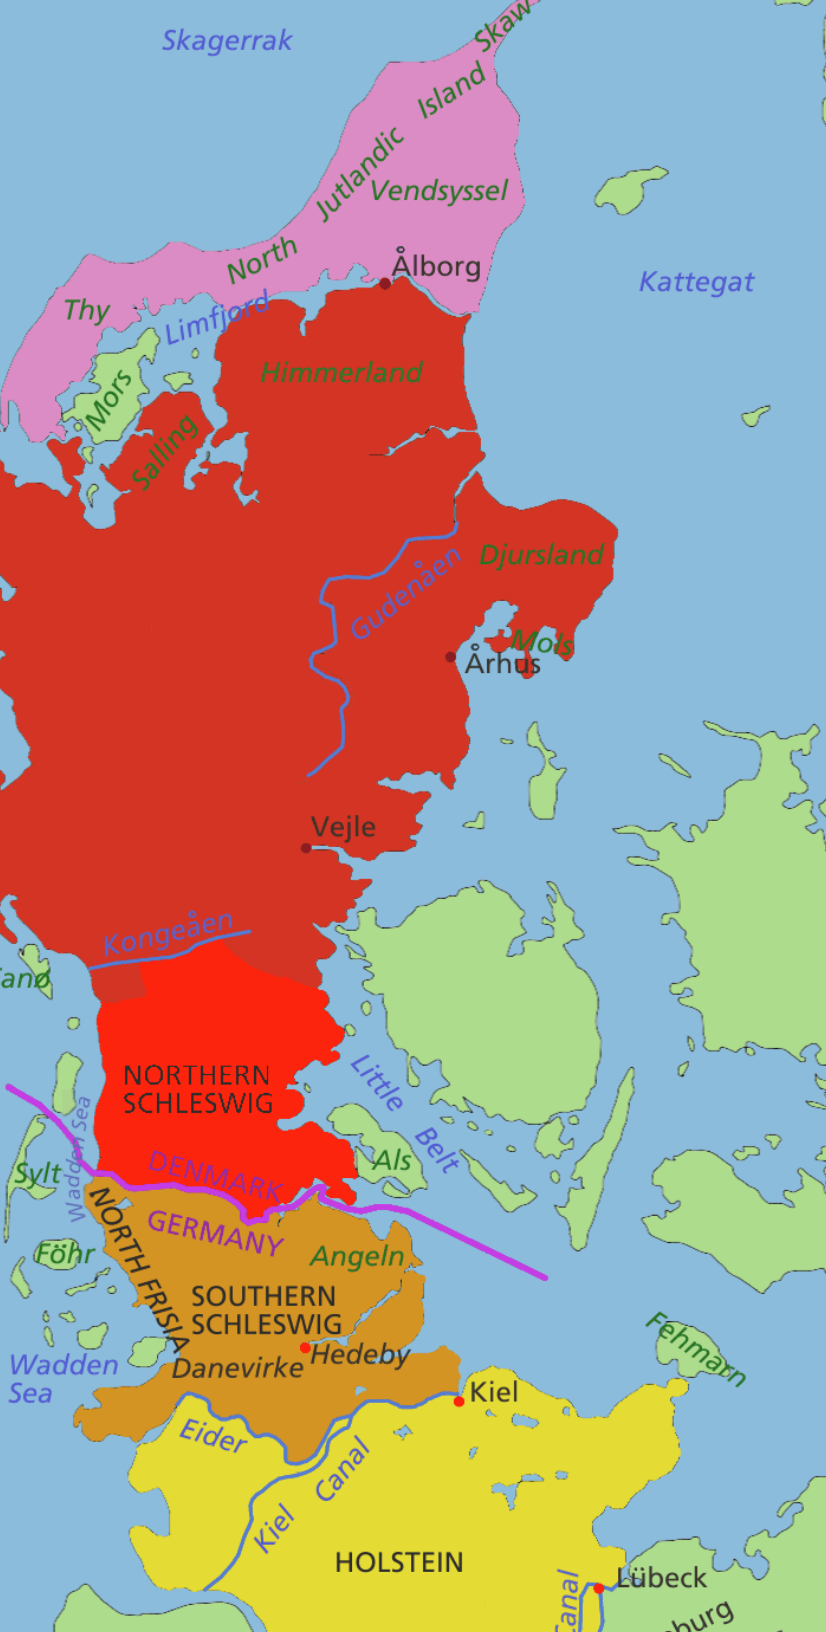 Skagerrak
Skaw
North Jutlandic Island
Vendsyssel
Ålborg
Kattegat
Thy
Limfjord
Mors
Himmerland
Salling
Gudenåen
Djursland
Mols
Århus
Vejle
Kongeåen
anø
NORTHERN
SCHLESWIG
Little Belt
Wadden Sea
Als
Sylt
DENMARK
GERMANY
NORTH FRISIA
Föhr
Angeln
SOUTHERN
SCHLESWIG
Hedeby
Danevirke
Wadden
Sea
Fehmarn
Kiel
Eider
Kiel Canal
HOLSTEIN
Lübeck
Canal
burg